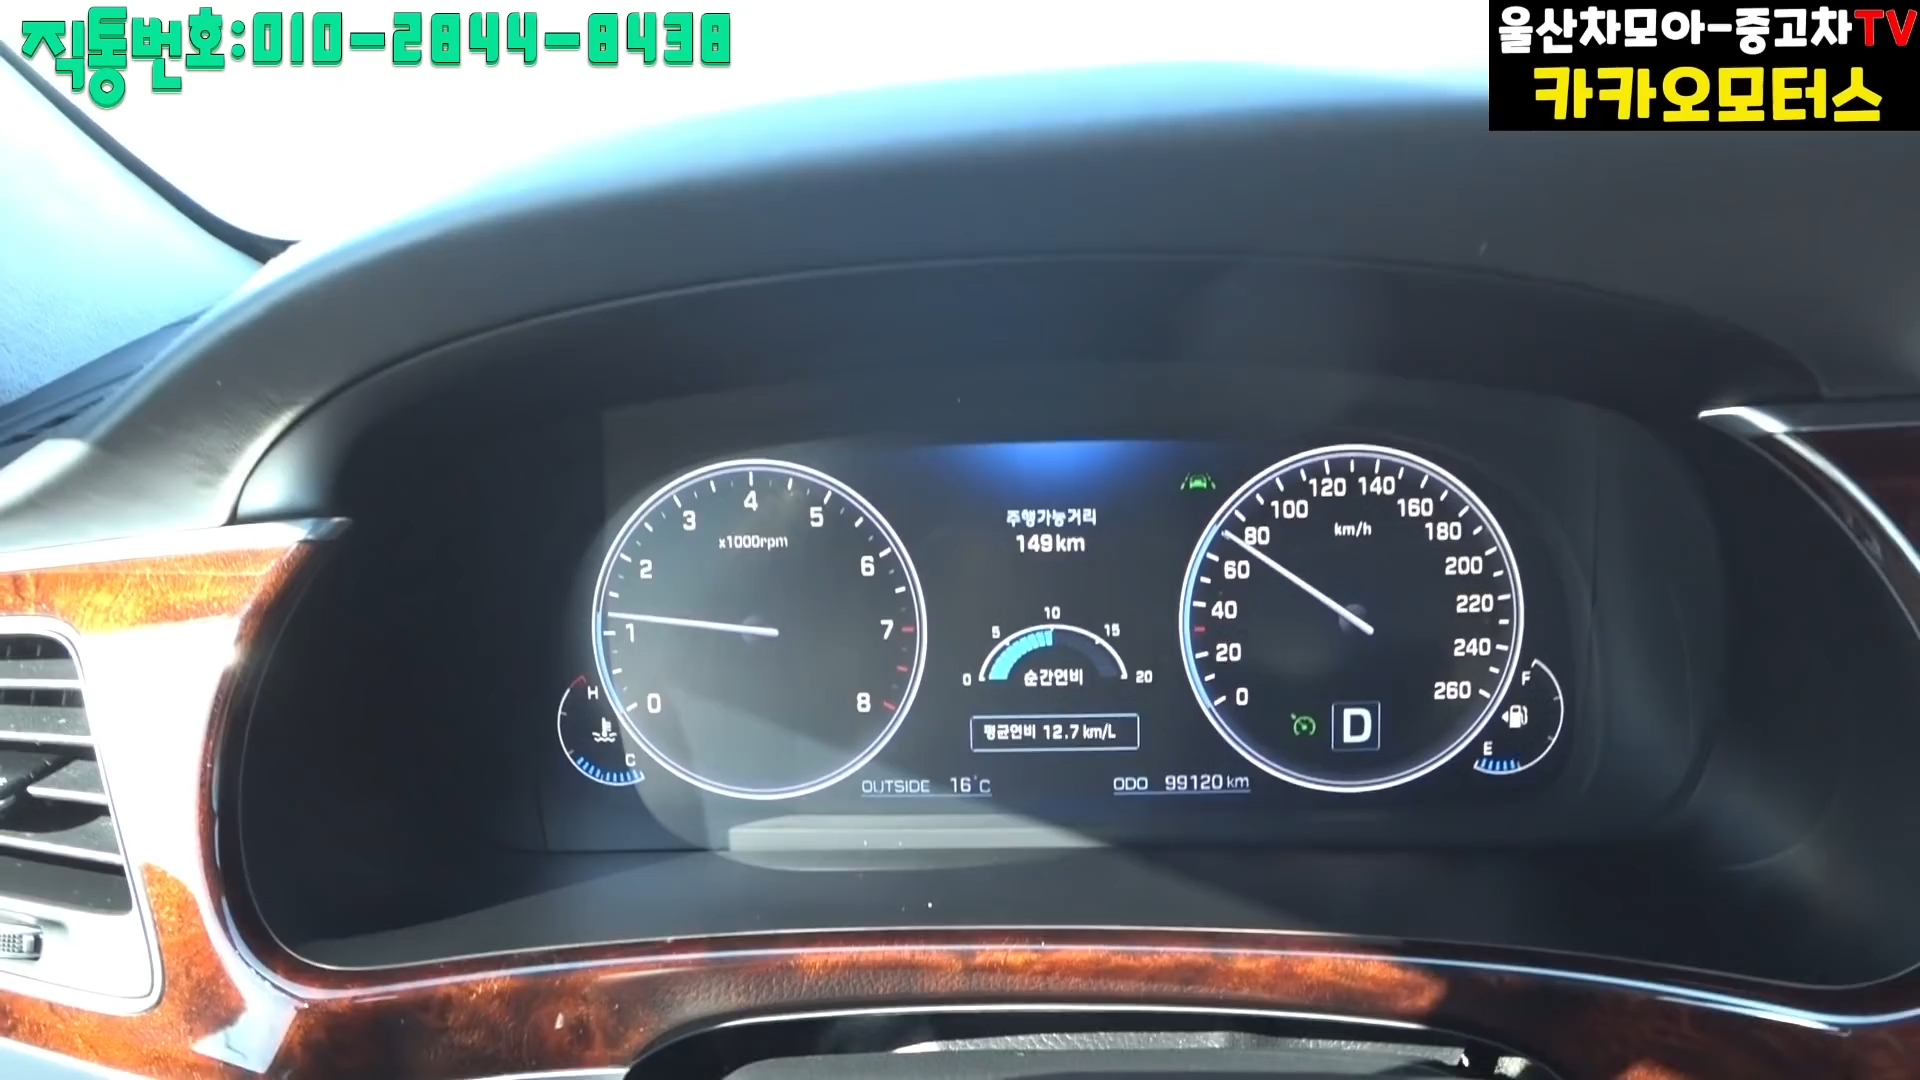 직통번호:010-2844-8438
울산차모아-중고차TV
카카오모터스
0
1
2
3
4
5
6
7
8
x1000rpm
H
C
주행가능거리
149km
0
5
10
15
20
순간연비
평균연비 12.7 km/L
OUTSIDE 16°C
ODO 99120 km
0
20
40
60
80
100
120
140
160
180
200
220
240
260
km/h
D
F
E